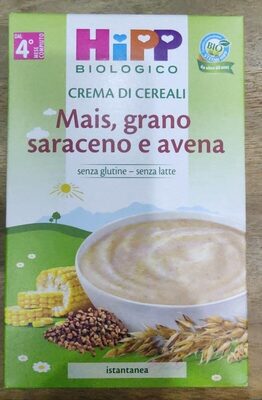 DAL
4°
MESE COMPIUTO
HiPP
BIOLOGICO
BIO
CREMA DI CEREALI
Mais, grano
saraceno e avena
senza glutine – senza latte
istantanea